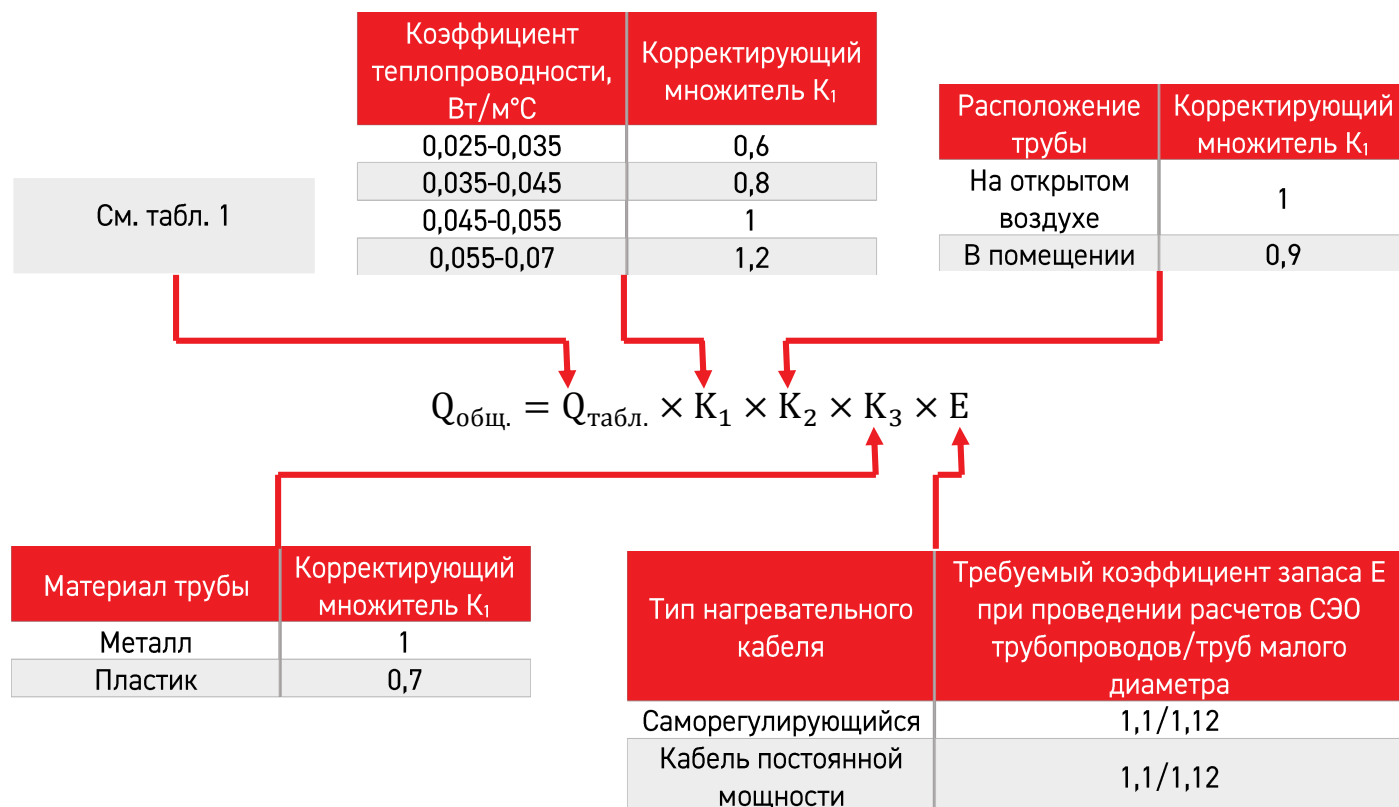 См. табл. 1
Коэффициент
теплопроводности,
Вт/м°С
Корректирующий
множитель K₁
0,025-0,035 0,6
0,035-0,045 0,8
0,045-0,055 1
0,055-0,07 1,2
Расположение
трубы
Корректирующий
множитель K₁
На открытом
воздухе
1
В помещении 0,9
Qобщ. = Qтабл. × K₁ × K₂ × K₃ × E
Материал трубы
Корректирующий
множитель K₁
Металл 1
Пластик 0,7
Тип нагревательного
кабеля
Требуемый коэффициент запаса Е
при проведении расчетов СЭО
трубопроводов/труб малого
диаметра
Саморегулирующийся 1,1/1,12
Кабель постоянной
мощности
1,1/1,12